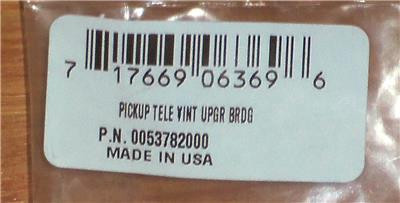 7 17669 06369 6
PICKUP TELE VINT UPGR BRDG
P.N. 0053782000
MADE IN USA